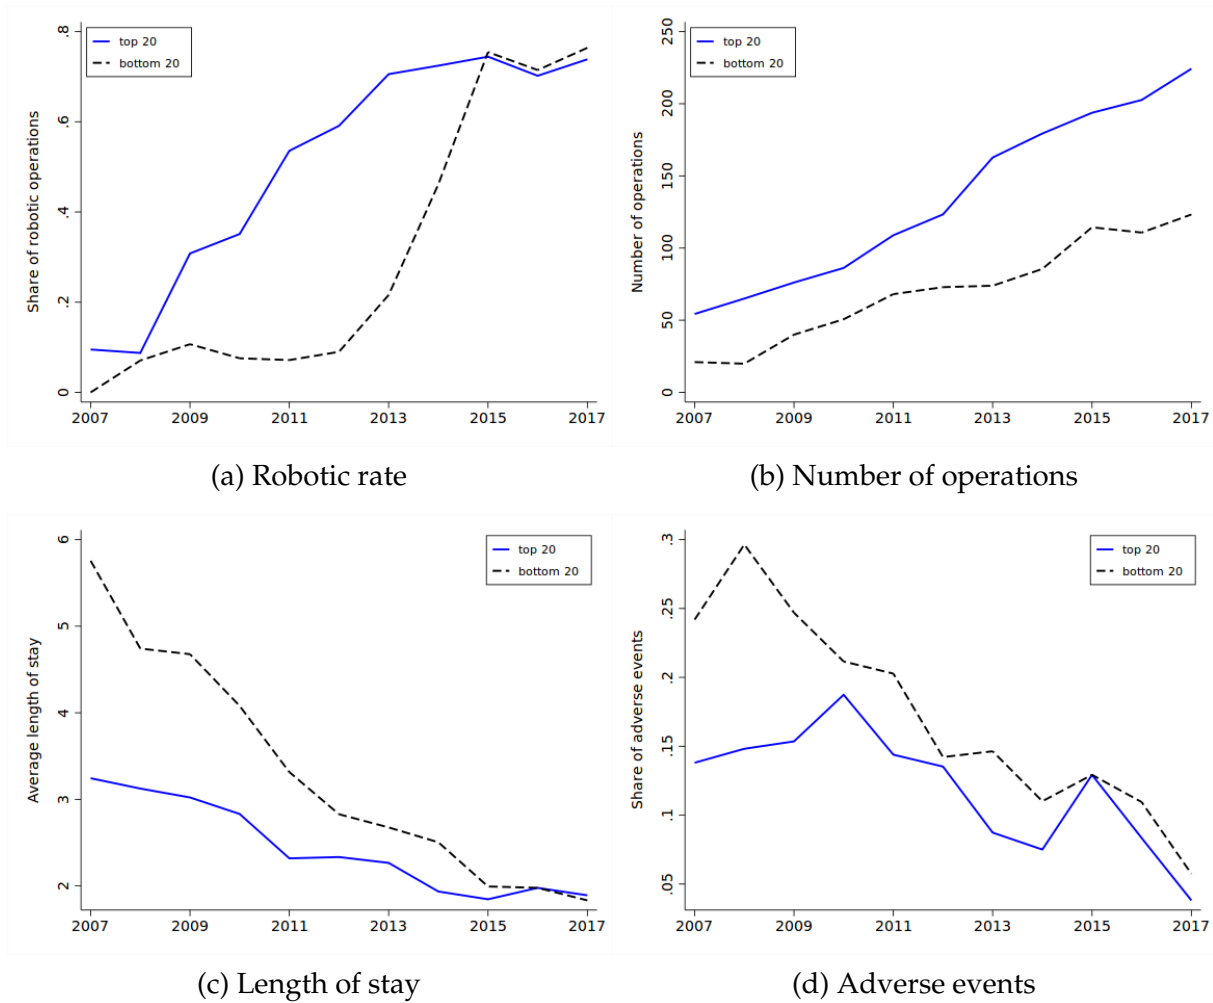 top 20
bottom 20
Share of robotic operations
0 .2 .4 .6 .8
2007 2009 2011 2013 2015 2017
(a) Robotic rate
top 20
bottom 20
Number of operations
0 50 100 150 200 250
2007 2009 2011 2013 2015 2017
(b) Number of operations
top 20
bottom 20
Average length of stay
2 3 4 5 6
2007 2009 2011 2013 2015 2017
(c) Length of stay
top 20
bottom 20
Share of adverse events
.05 .1 .15 .2 .25 .3
2007 2009 2011 2013 2015 2017
(d) Adverse events